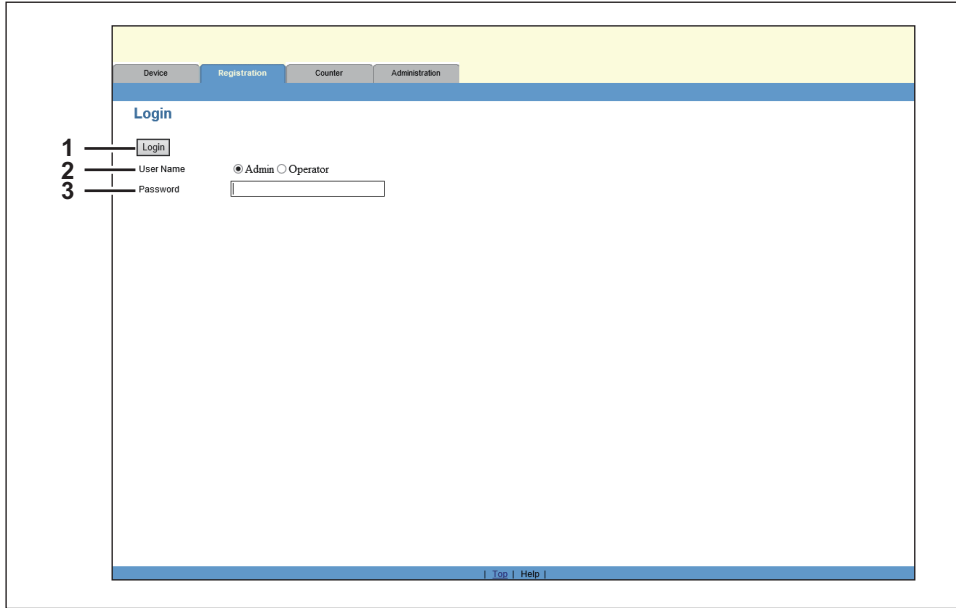 Device Registration Counter Administration
Login
1 Login
2 User Name Admin Operator
3 Password
| Top | Help |